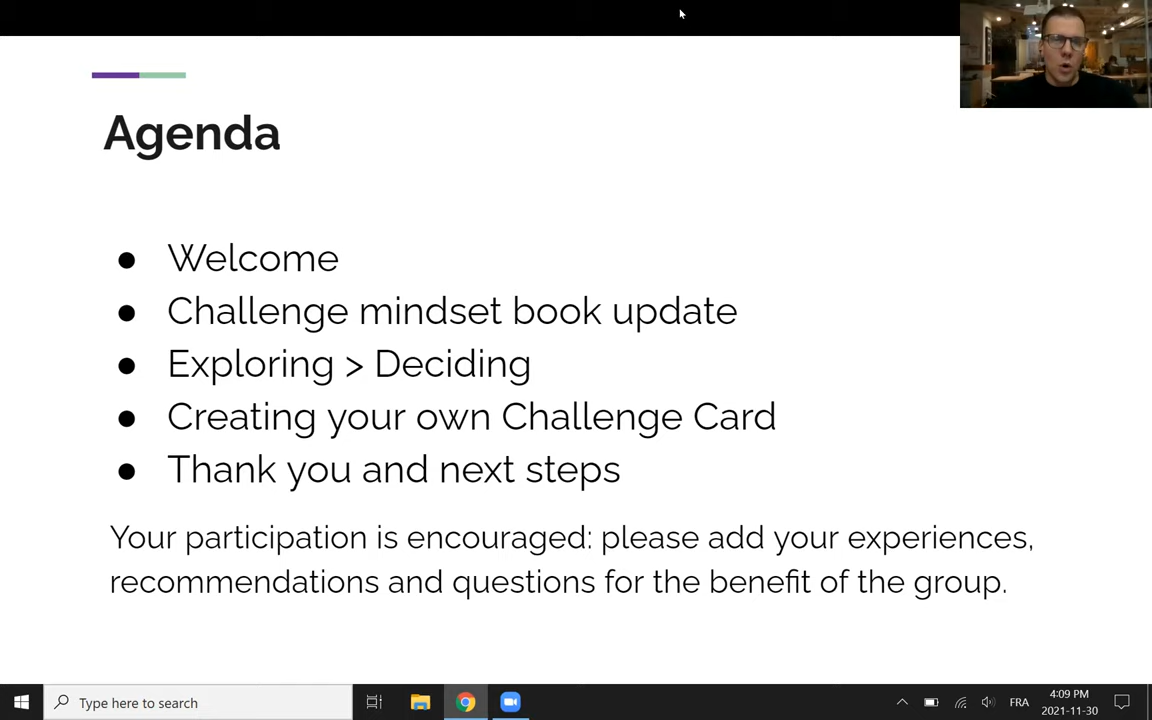 Agenda
● Welcome
● Challenge mindset book update
● Exploring > Deciding
● Creating your own Challenge Card
● Thank you and next steps
Your participation is encouraged: please add your experiences,
recommendations and questions for the benefit of the group.
Type here to search
FRA
4:09 PM
2021-11-30